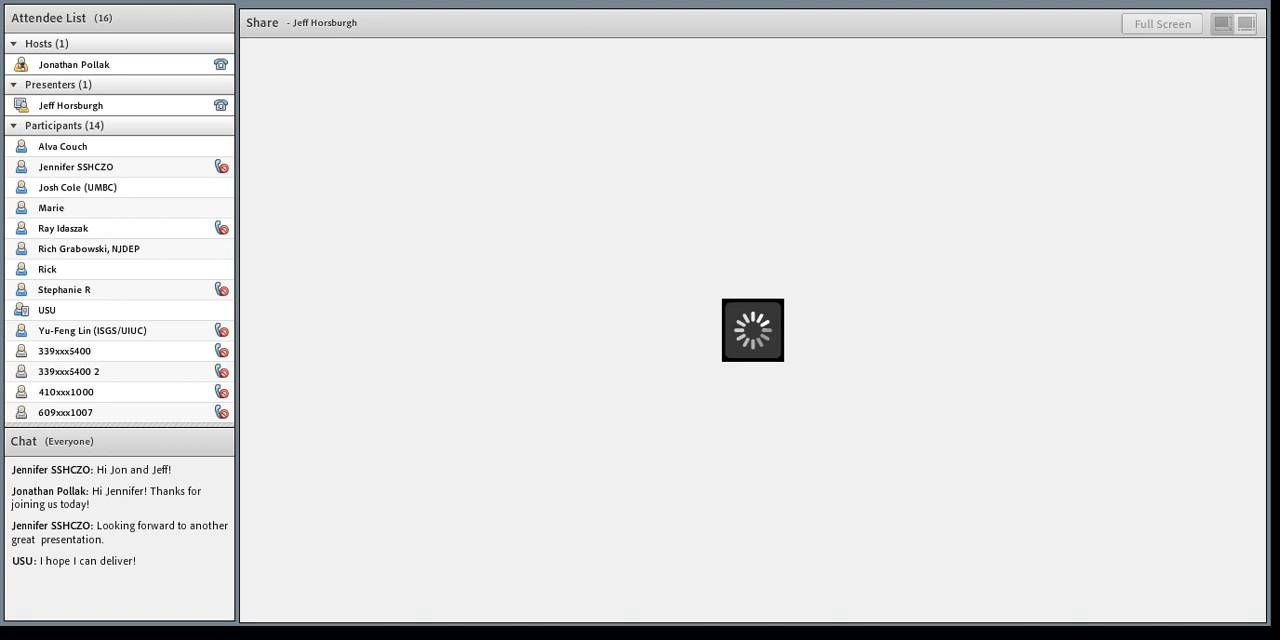 Attendee List (16)
Hosts (1)
Jonathan Pollak
Presenters (1)
Jeff Horsburgh
Participants (14)
Alva Couch
Jennifer SSHCZO
Josh Cole (UMBC)
Marie
Ray Idaszak
Rich Grabowski, NJDEP
Rick
Stephanie R
USU
Yu-Feng Lin (ISGS/UIUC)
339xxx5400
339xxx5400 2
410xxx1000
609xxx1007
Chat (Everyone)
Jennifer SSHCZO: Hi Jon and Jeff!
Jonathan Pollak: Hi Jennifer! Thanks for
joining us today!
Jennifer SSHCZO: Looking forward to another
great presentation.
USU: I hope I can deliver!
Share - Jeff Horsburgh
Full Screen